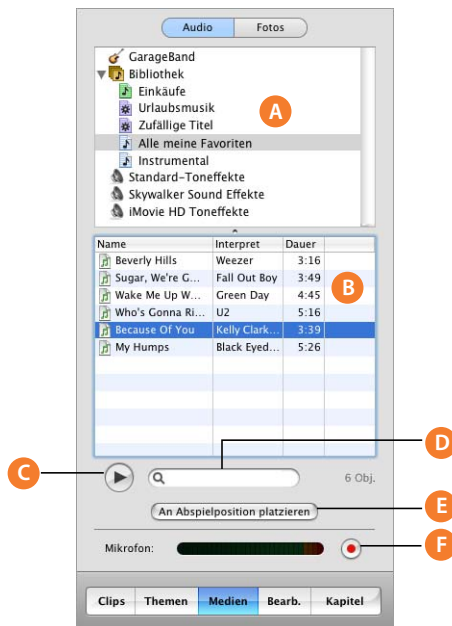 Audio Fotos
GarageBand
Bibliothek
Einkäufe
Urlaubsmusik
Zufällige Titel
Alle meine Favoriten
Instrumental
Standard-Toneffekte
Skywalker Sound Effekte
iMovie HD Toneffekte
A
Name Interpret Dauer
Beverly Hills Weezer 3:16
Sugar, We're G... Fall Out Boy 3:49
Wake Me Up W... Green Day 4:45
Who's Gonna Ri... U2 5:16
Because Of You Kelly Clark... 3:39
My Humps Black Eyed... 5:26
B
D
C
6 Obj.
An Abspielposition platzieren
E
Mikrofon:
F
Clips Themen Medien Bearb. Kapitel